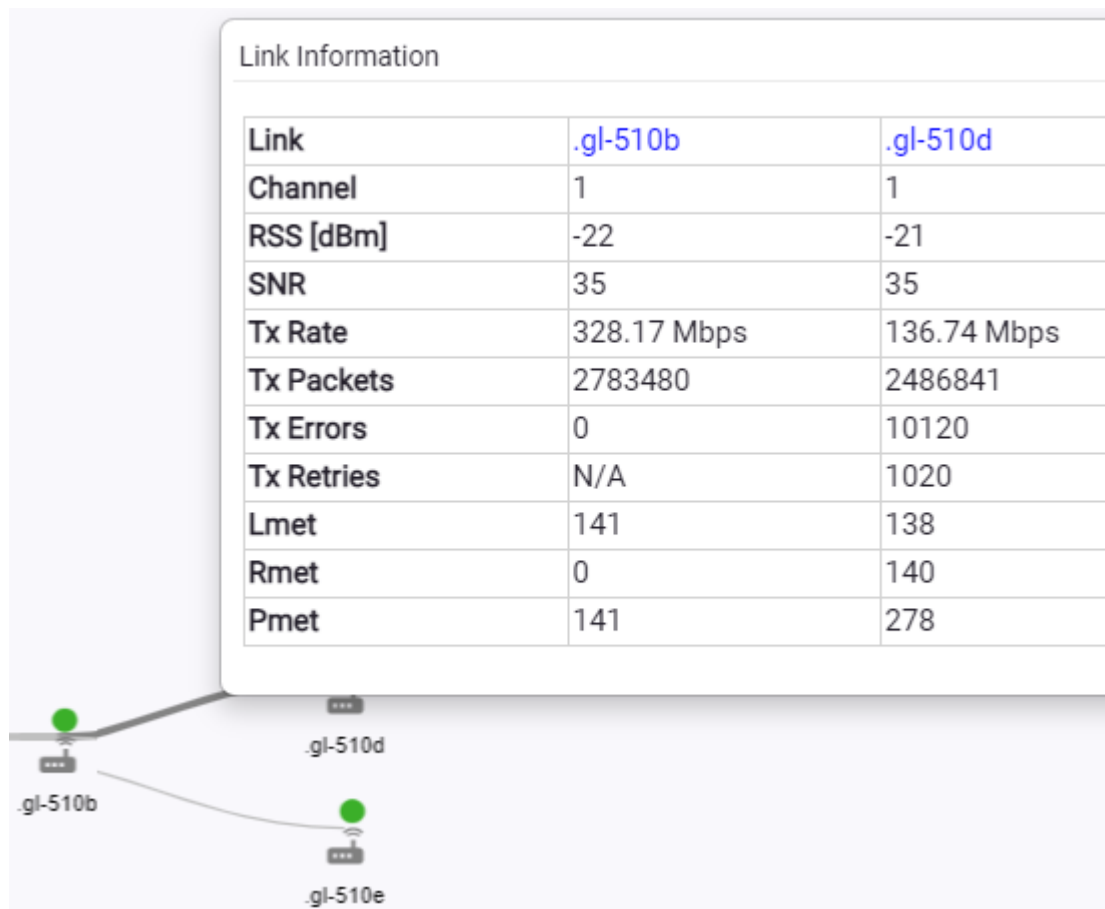 Link Information
Link .gl-510b .gl-510d
Channel 1 1
RSS [dBm] -22 -21
SNR 35 35
Tx Rate 328.17 Mbps 136.74 Mbps
Tx Packets 2783480 2486841
Tx Errors 0 10120
Tx Retries N/A 1020
Lmet 141 138
Rmet 0 140
Pmet 141 278
.gl-510d
.gl-510b
.gl-510e